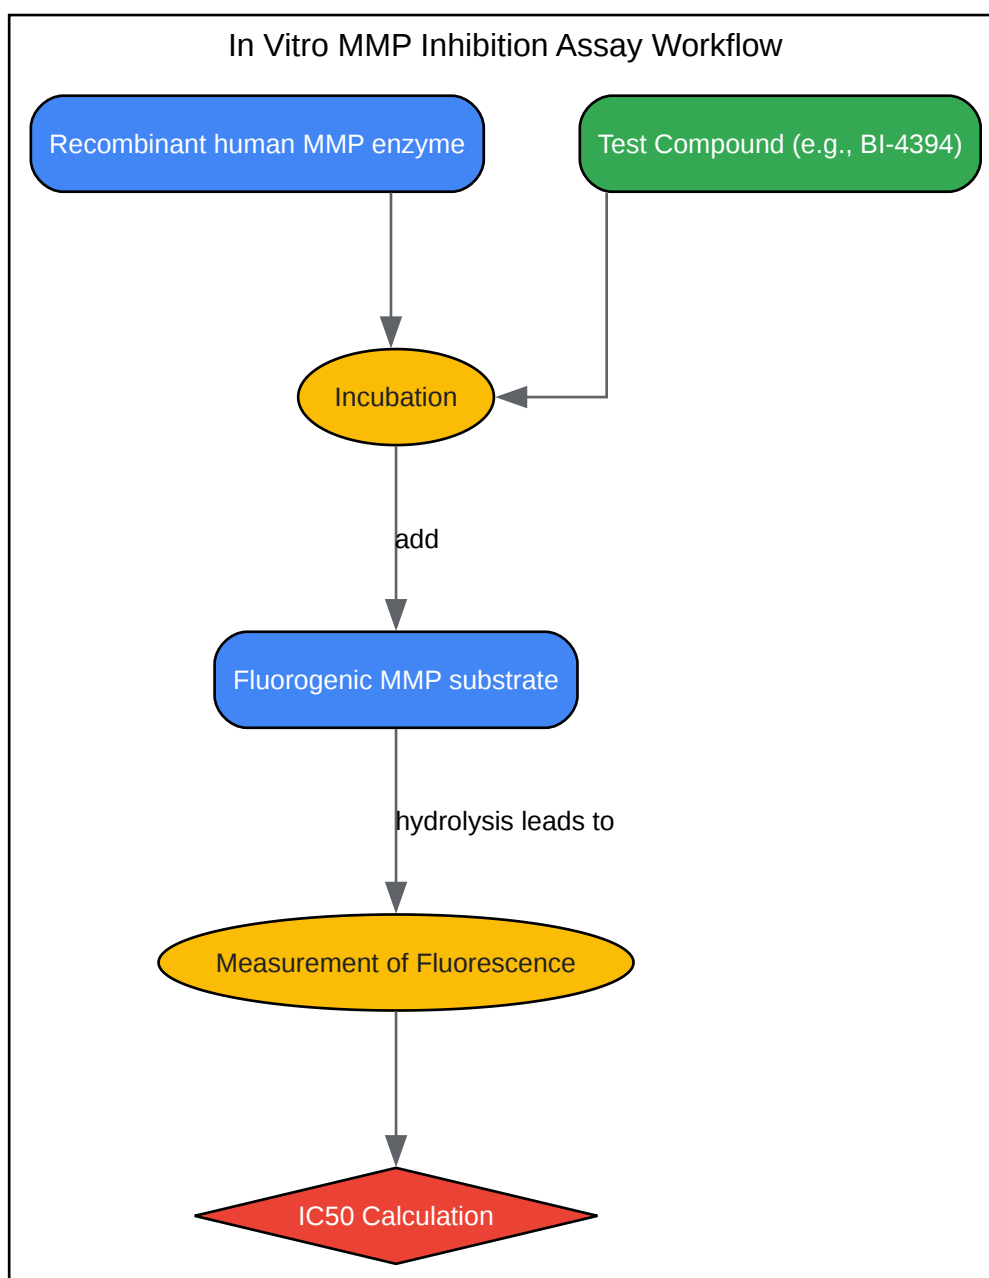 In Vitro MMP Inhibition Assay Workflow
Recombinant human MMP enzyme
Test Compound (e.g., BI-4394)
Incubation
add
Fluorogenic MMP substrate
hydrolysis leads to
Measurement of Fluorescence
IC50 Calculation